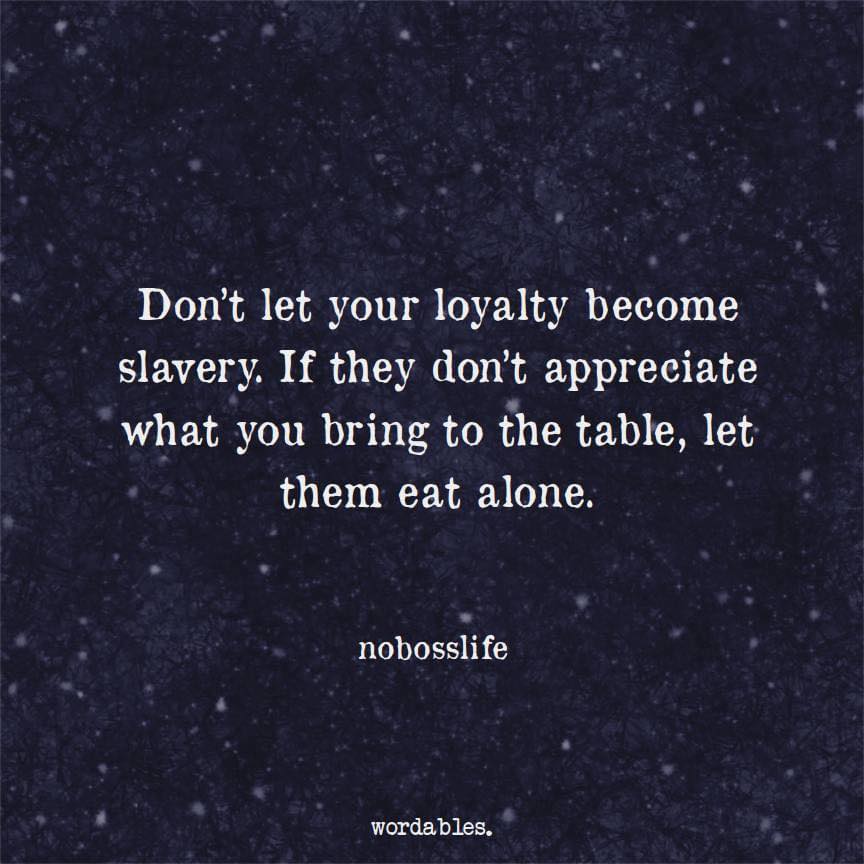 Don't let your loyalty become
slavery. If they don't appreciate
what you bring to the table, let
them eat alone.
nobosslife
wordables.